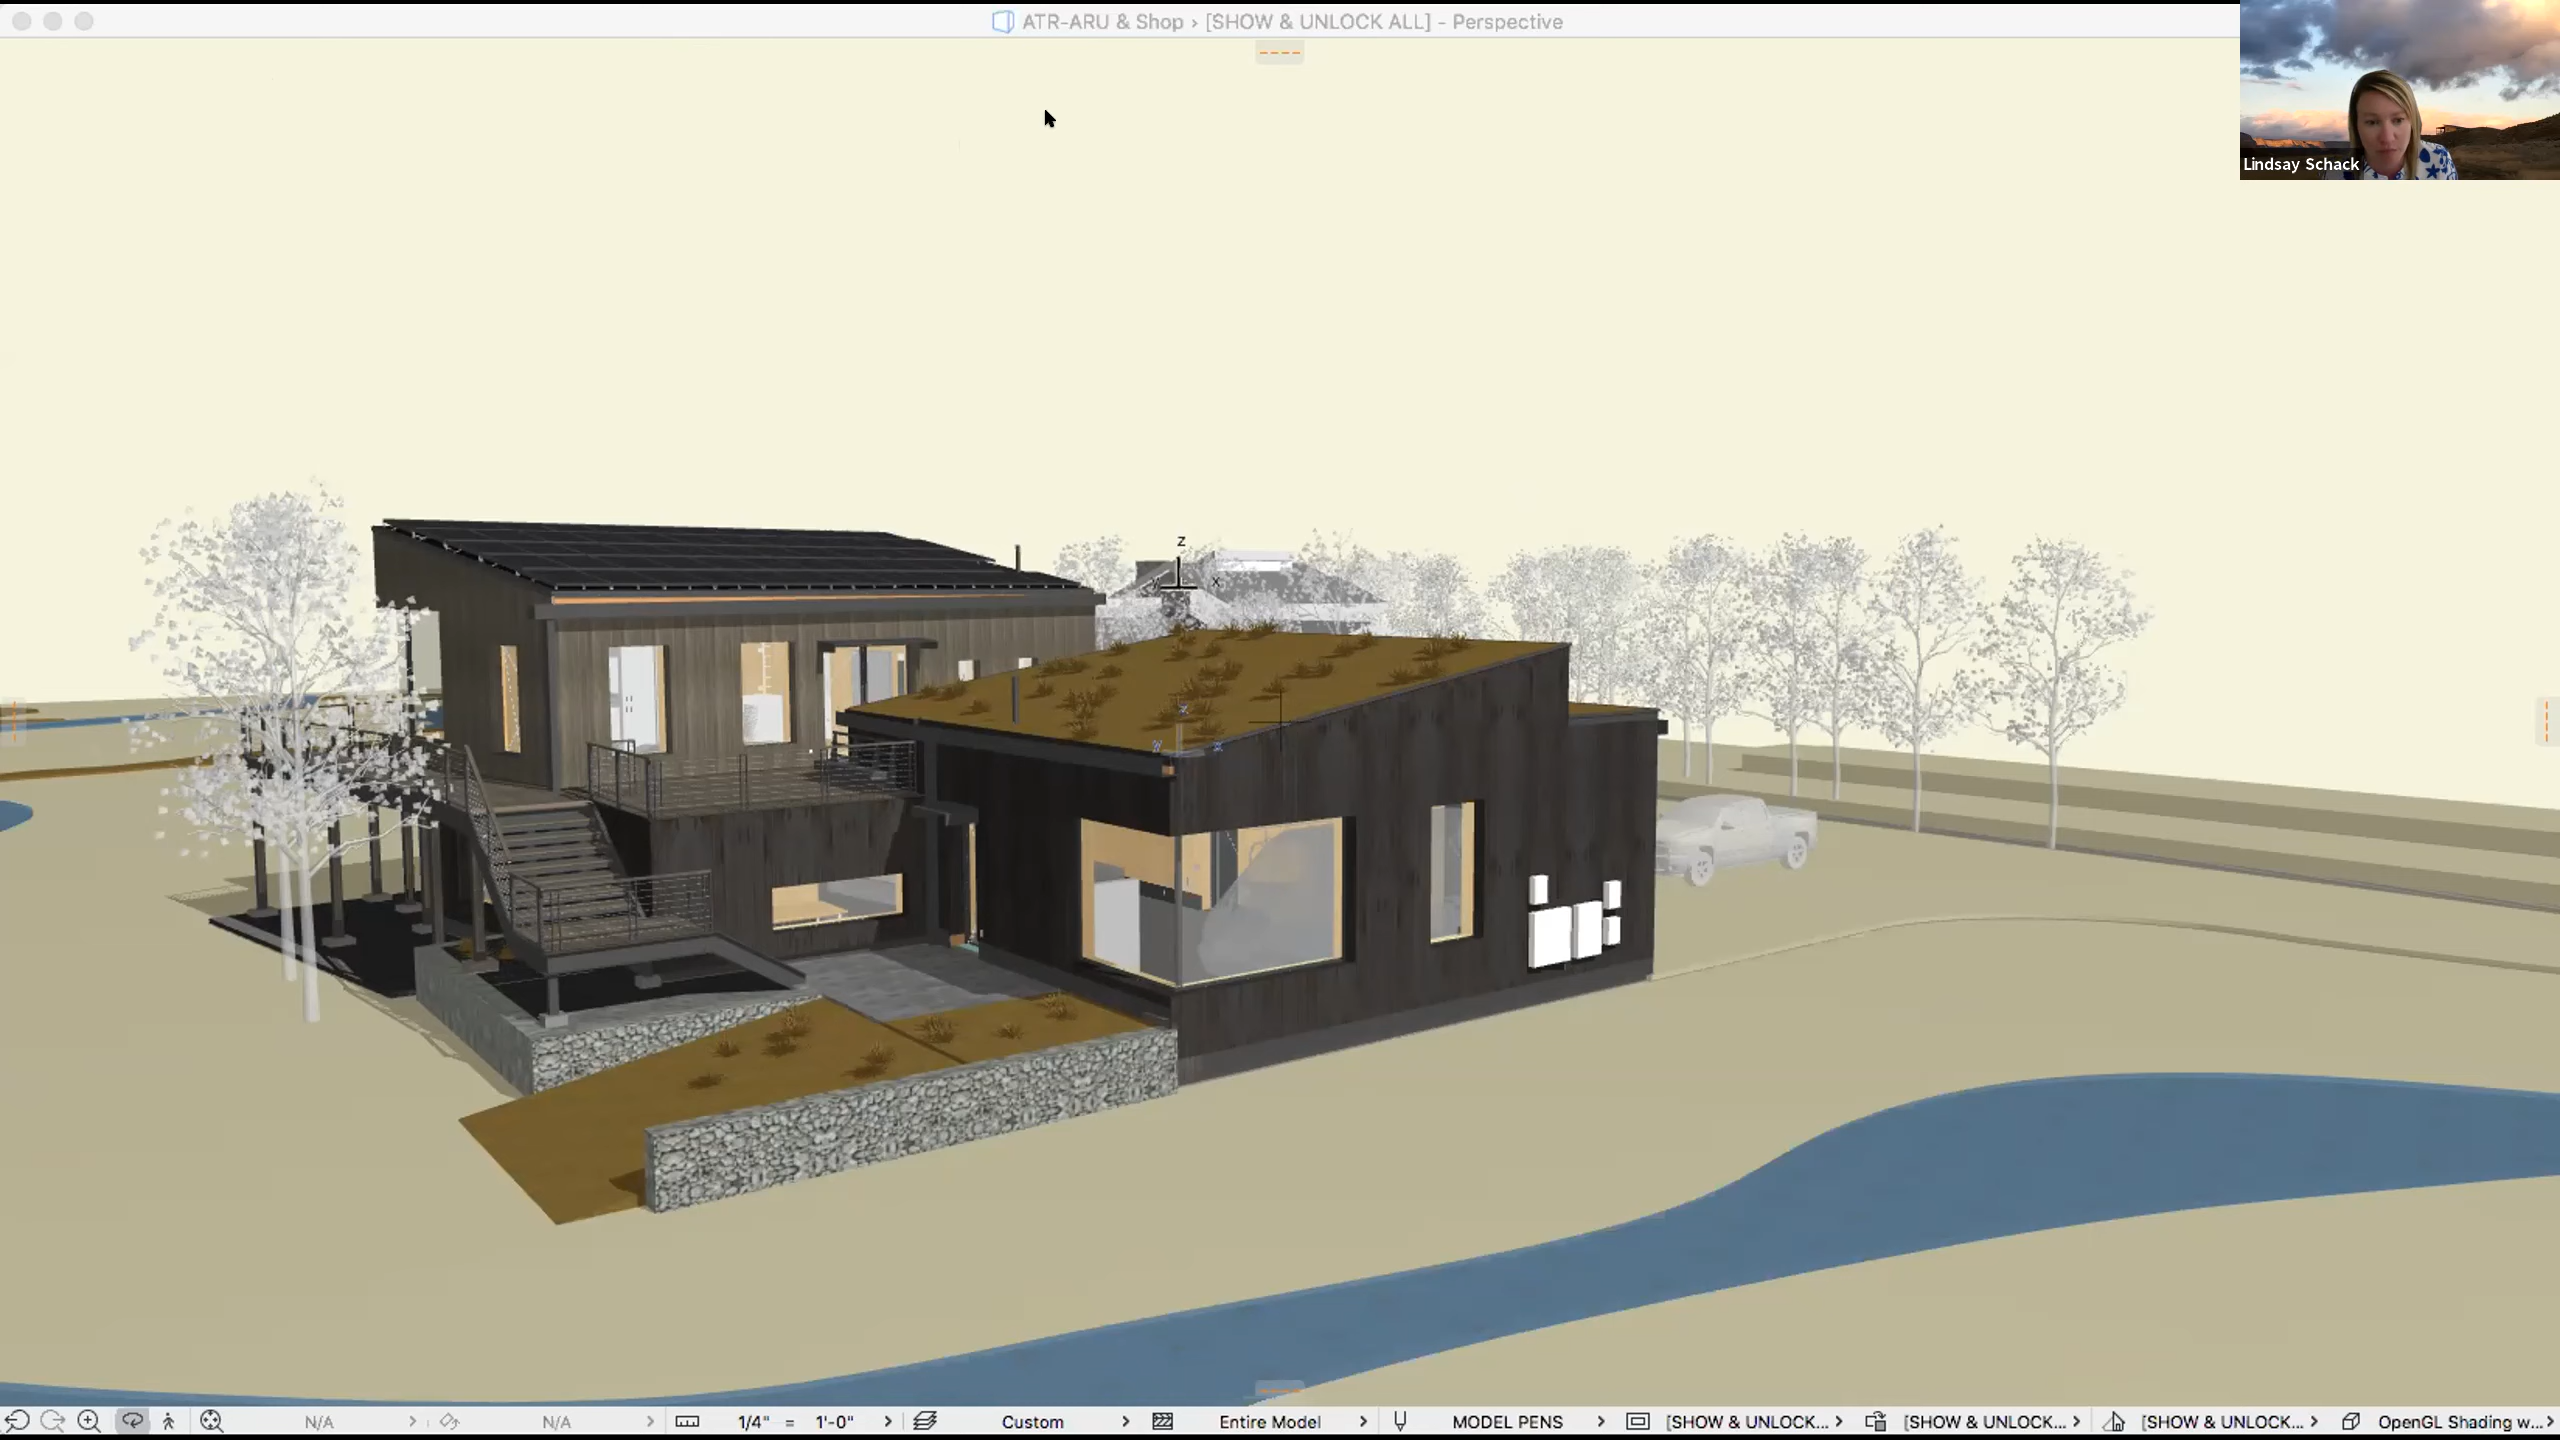 ATR-ARU & Shop › [SHOW & UNLOCK ALL] - Perspective
Lindsay Schack
z
x
N/A
N/A
1/4" = 1'-0"
Custom
Entire Model
MODEL PENS
[SHOW & UNLOCK...
[SHOW & UNLOCK...
[SHOW & UNLOCK...
OpenGL Shading w...